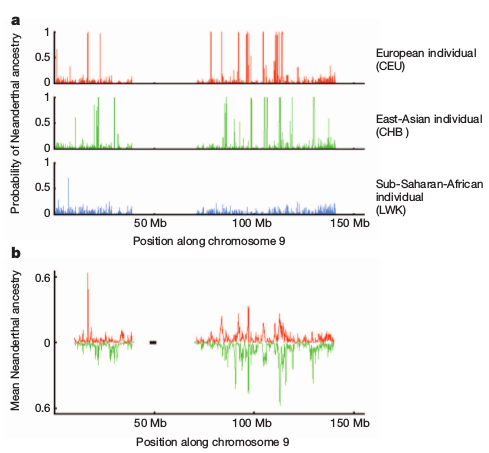 a
Probability of Neanderthal ancestry
1
0.5
0
European individual
(CEU)
1
0.5
0
East-Asian individual
(CHB )
1
0.5
0
Sub-Saharan-African
individual
(LWK)
50 Mb 100 Mb 150 Mb
Position along chromosome 9
b
Mean Neanderthal ancestry
0.6
0
0.6
50 Mb 100 Mb 150 Mb
Position along chromosome 9